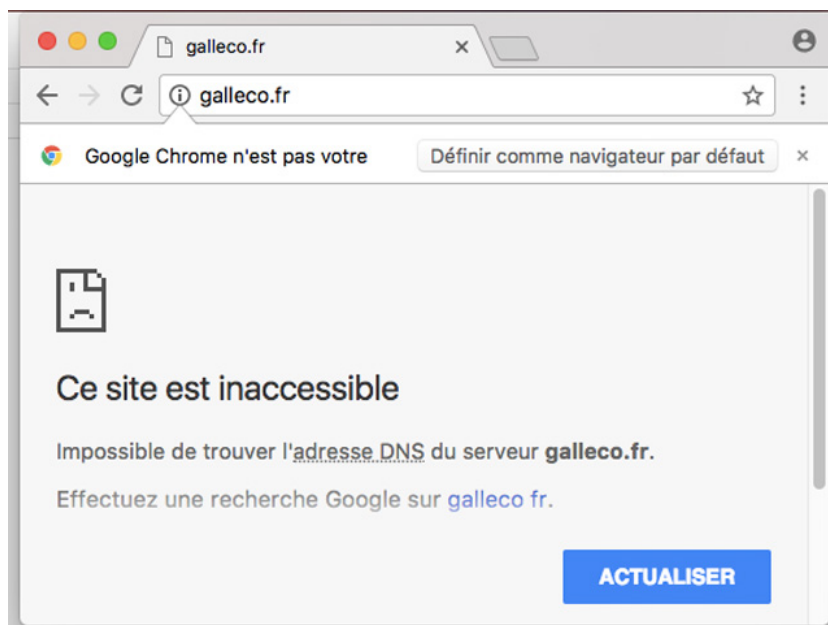 galleco.fr
galleco.fr
Google Chrome n'est pas votre Définir comme navigateur par défaut
Ce site est inaccessible
Impossible de trouver l'adresse DNS du serveur galleco.fr.
Effectuez une recherche Google sur galleco fr.
ACTUALISER